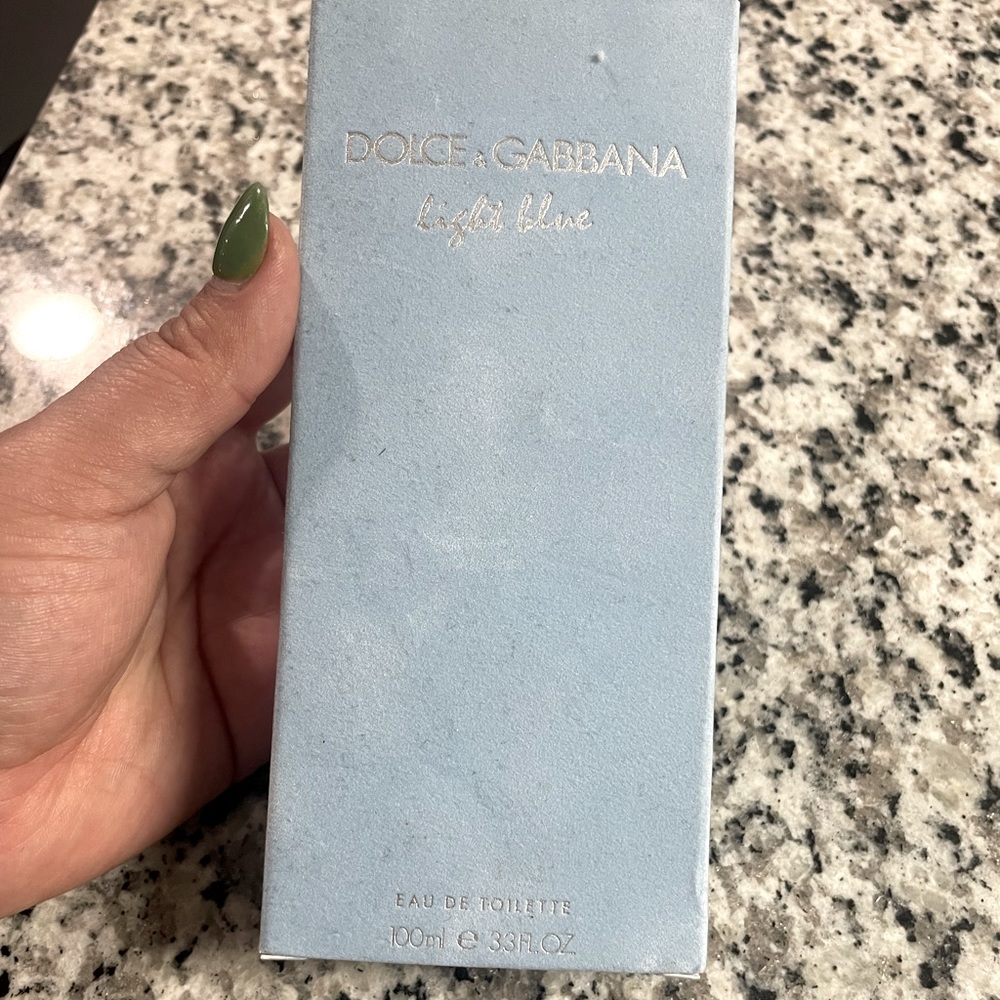 DOLCE & GABBANA
light blue
EAU DE TOILETTE
100ml e 3.3FL.OZ.